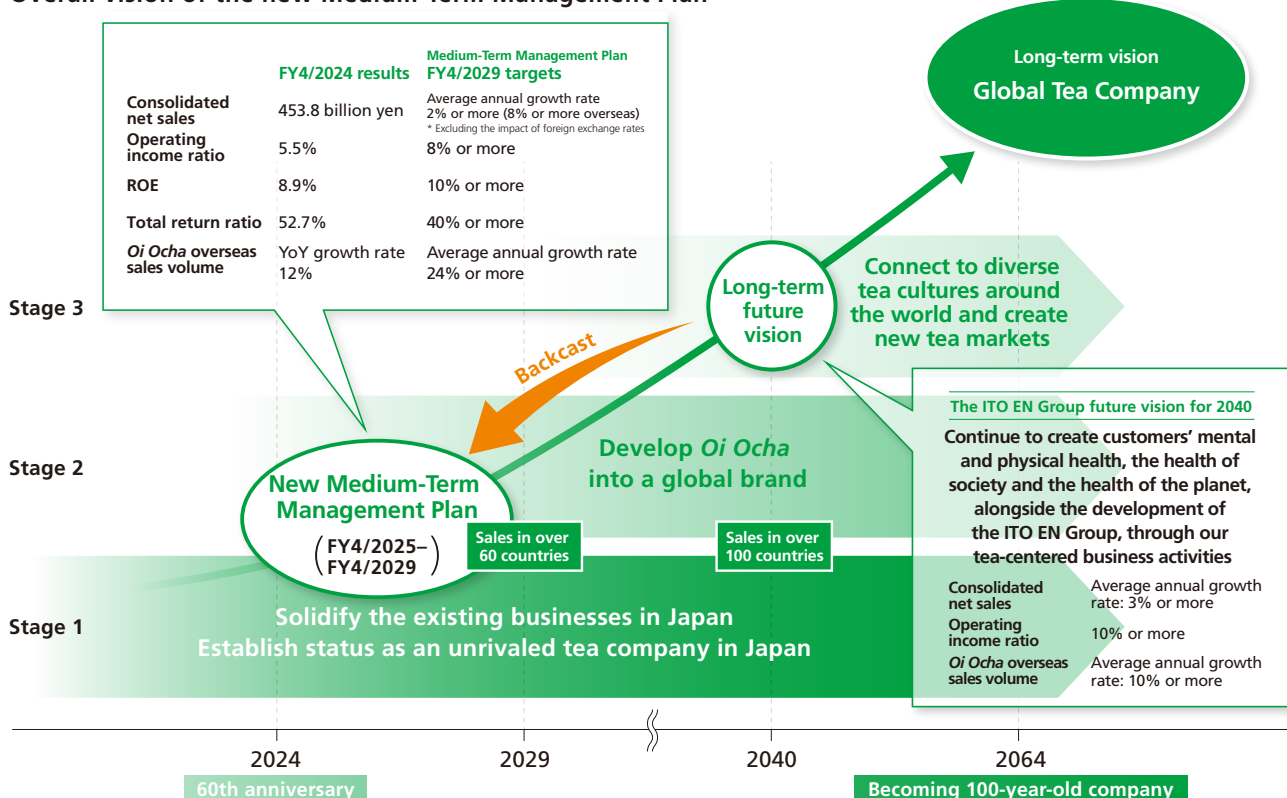 Overall vision of the new Medium-Term Management Plan
Medium-Term Management Plan
FY4/2024 results
FY4/2029 targets
Consolidated
net sales
453.8 billion yen
Average annual growth rate
2% or more (8% or more overseas)
* Excluding the impact of foreign exchange rates
Operating
income ratio
5.5%
8% or more
ROE
8.9%
10% or more
Total return ratio
52.7%
40% or more
Oi Ocha overseas
sales volume
YoY growth rate
12%
Average annual growth rate
24% or more
Long-term vision
Global Tea Company
Stage 3
Long-term
future
vision
Connect to diverse
tea cultures around
the world and create
new tea markets
Backcast
Stage 2
Develop Oi Ocha
into a global brand
New Medium-Term
Management Plan
(FY4/2025–
FY4/2029)
Sales in over
60 countries
Sales in over
100 countries
The ITO EN Group future vision for 2040
Continue to create customers’ mental
and physical health, the health of
society and the health of the planet,
alongside the development of
the ITO EN Group, through our
tea-centered business activities
Consolidated
net sales
Average annual growth
rate: 3% or more
Operating
income ratio
10% or more
Oi Ocha overseas
sales volume
Average annual growth
rate: 10% or more
Stage 1
Solidify the existing businesses in Japan
Establish status as an unrivaled tea company in Japan
2024
2029
2040
2064
60th anniversary
Becoming 100-year-old company